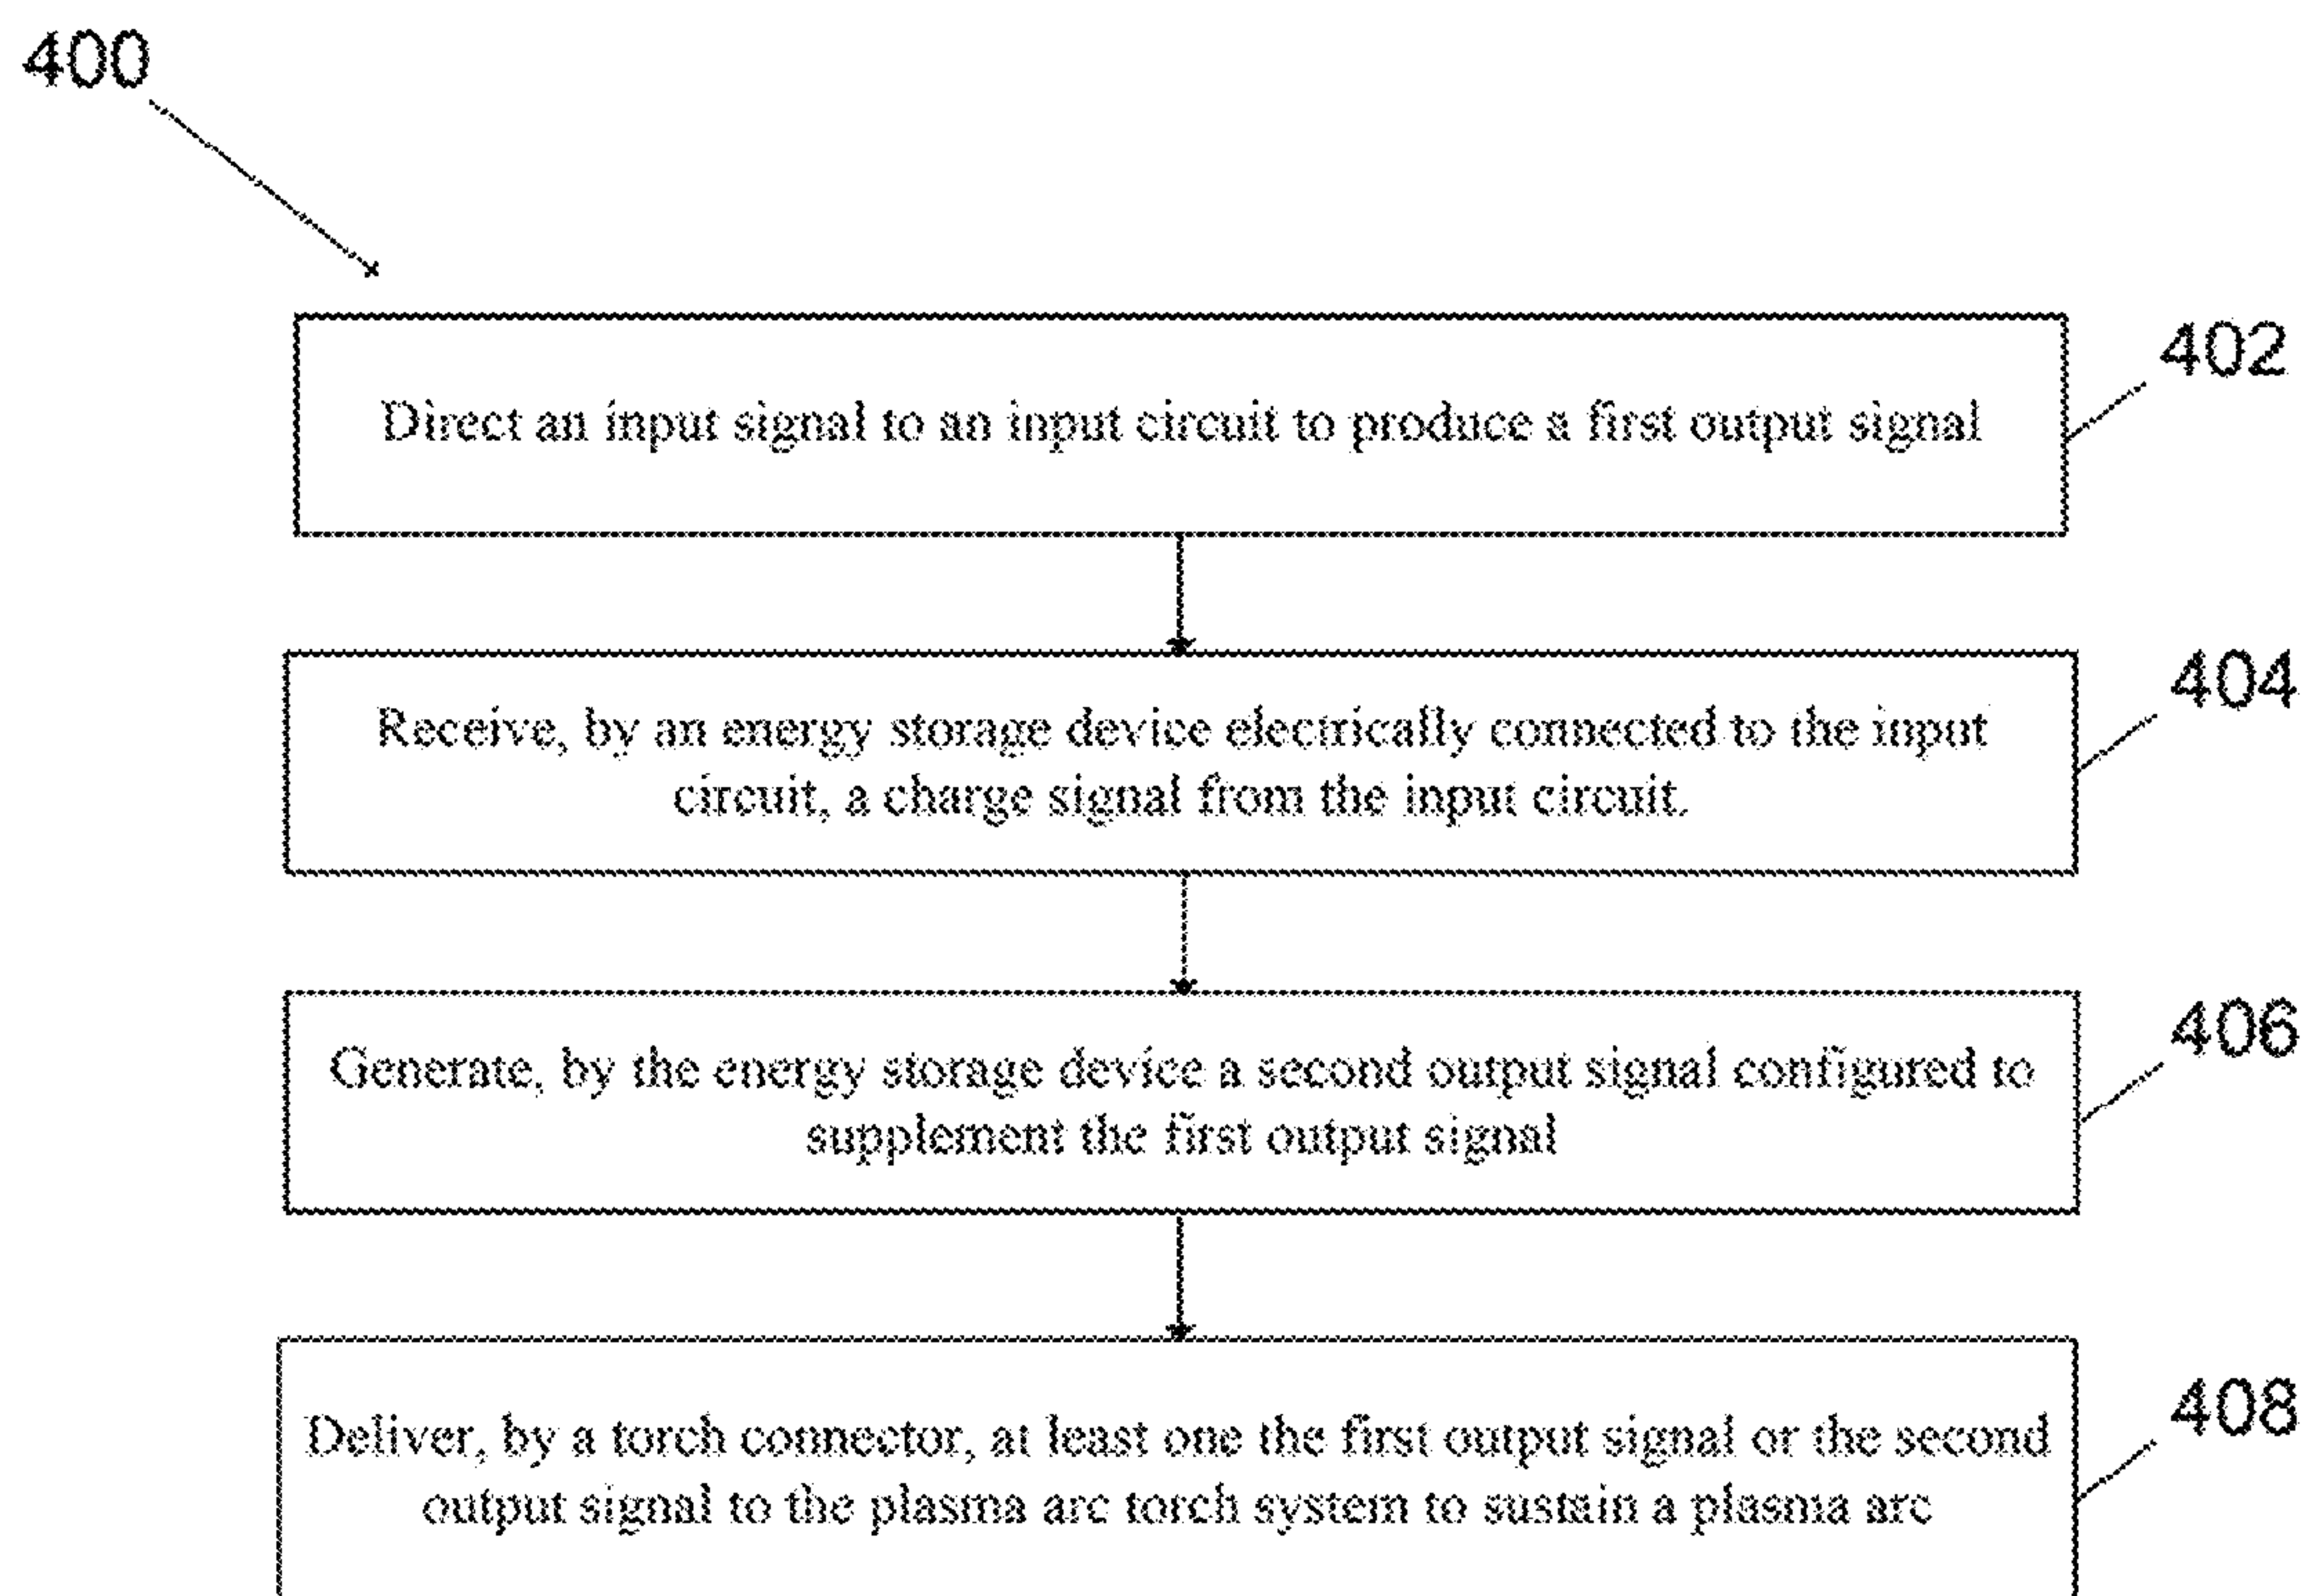 400
Direct an input signal to an input circuit to produce a first output signal
402
Receive, by an energy storage device electrically connected to the input
circuit, a charge signal from the input circuit.
404
Generate, by the energy storage device a second output signal configured to
supplement the first output signal
406
Deliver, by a torch connector, at least one the first output signal or the second
output signal to the plasma arc torch system to sustain a plasma arc
408